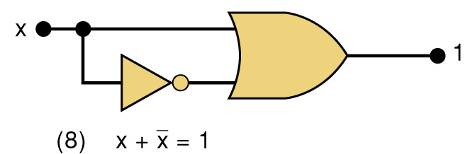 x
1
(8) x + x̄ = 1